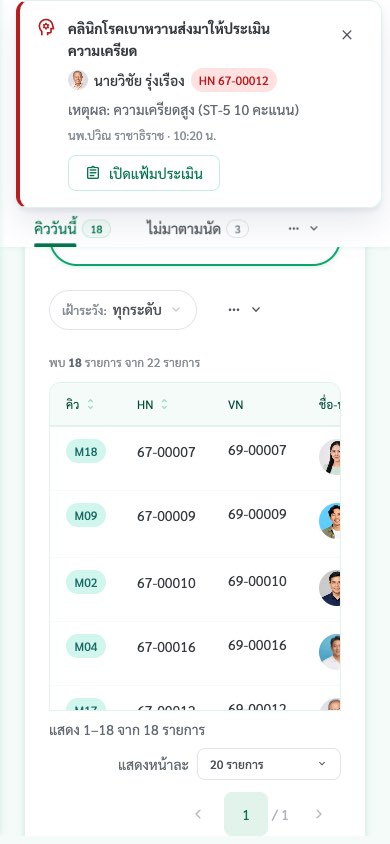 คลินิกโรคเบาหวานส่งมาให้ประเมิน
ความเครียด
นายวิชัย รุ่งเรือง HN 67-00012
เหตุผล: ความเครียดสูง (ST-5 10 คะแนน)
นพ.ปวิณ ราชาธิราช · 10:20 น.
เปิดแฟ้มประเมิน
คิววันนี้ 18 ไม่มาตามนัด 3 ...
เฝ้าระวัง: ทุกระดับ ...
พบ 18 รายการ จาก 22 รายการ
คิว HN VN
M18 67-00007 69-00007
M09 67-00009 69-00009
M02 67-00010 69-00010
M04 67-00016 69-00016
M17 67-00012 69-00012
แสดง 1–18 จาก 18 รายการ
แสดงหน้าละ 20 รายการ
1 / 1